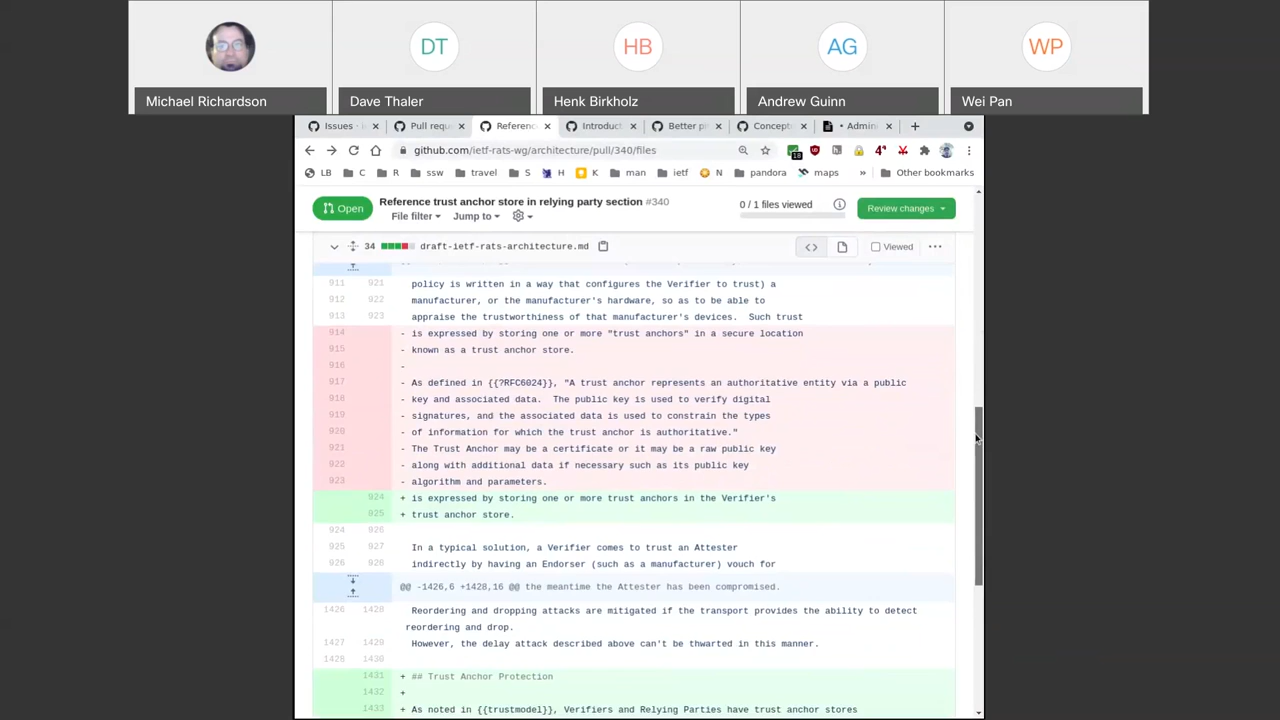 DT
HB
AG
WP
Michael Richardson
Dave Thaler
Henk Birkholz
Andrew Guinn
Wei Pan
Issues
Pull requ
Referenc
Introduct
Better pi
Concept
• Admin
github.com/ietf-rats-wg/architecture/pull/340/files
18
LB
C
R
ssw
travel
S
H
K
man
ietf
N
pandora
maps
»
Other bookmarks
Open
Reference trust anchor store in relying party section #340
File filter
Jump to
0 / 1 files viewed
Review changes
34
draft-ietf-rats-architecture.md
Viewed
911 921 policy is written in a way that configures the Verifier to trust) a
912 922 manufacturer, or the manufacturer's hardware, so as to be able to
913 923 appraise the trustworthiness of that manufacturer's devices. Such trust
914 - is expressed by storing one or more "trust anchors" in a secure location
915 - known as a trust anchor store.
916 -
917 - As defined in {{?RFC6024}}, "A trust anchor represents an authoritative entity via a public
918 - key and associated data. The public key is used to verify digital
919 - signatures, and the associated data is used to constrain the types
920 - of information for which the trust anchor is authoritative."
921 - The Trust Anchor may be a certificate or it may be a raw public key
922 - along with additional data if necessary such as its public key
923 - algorithm and parameters.
924 + is expressed by storing one or more trust anchors in the Verifier's
925 + trust anchor store.
924 926
925 927 In a typical solution, a Verifier comes to trust an Attester
926 928 indirectly by having an Endorser (such as a manufacturer) vouch for
@@ -1426,6 +1428,16 @@ the meantime the Attester has been compromised.
1426 1428 Reordering and dropping attacks are mitigated if the transport provides the ability to detect
reordering and drop.
1427 1429 However, the delay attack described above can't be thwarted in this manner.
1428 1430
1431 + ## Trust Anchor Protection
1432 +
1433 + As noted in {{trustmodel}}, Verifiers and Relying Parties have trust anchor stores